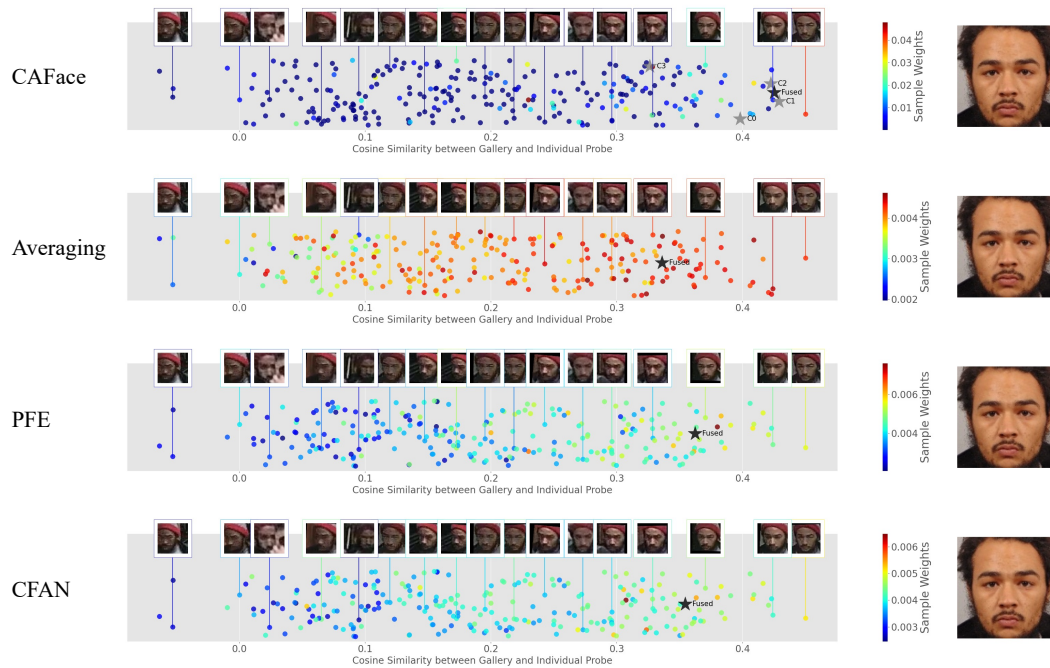 CAFace
C3
C2
Fused
C1
C0
0.0 0.1 0.2 0.3 0.4
Cosine Similarity between Gallery and Individual Probe
0.04
0.03
0.02
0.01
Sample Weights
Averaging
Fused
0.0 0.1 0.2 0.3 0.4
Cosine Similarity between Gallery and Individual Probe
0.004
0.003
0.002
Sample Weights
PFE
Fused
0.0 0.1 0.2 0.3 0.4
Cosine Similarity between Gallery and Individual Probe
0.006
0.004
Sample Weights
CFAN
Fused
0.0 0.1 0.2 0.3 0.4
Cosine Similarity between Gallery and Individual Probe
0.006
0.005
0.004
0.003
Sample Weights